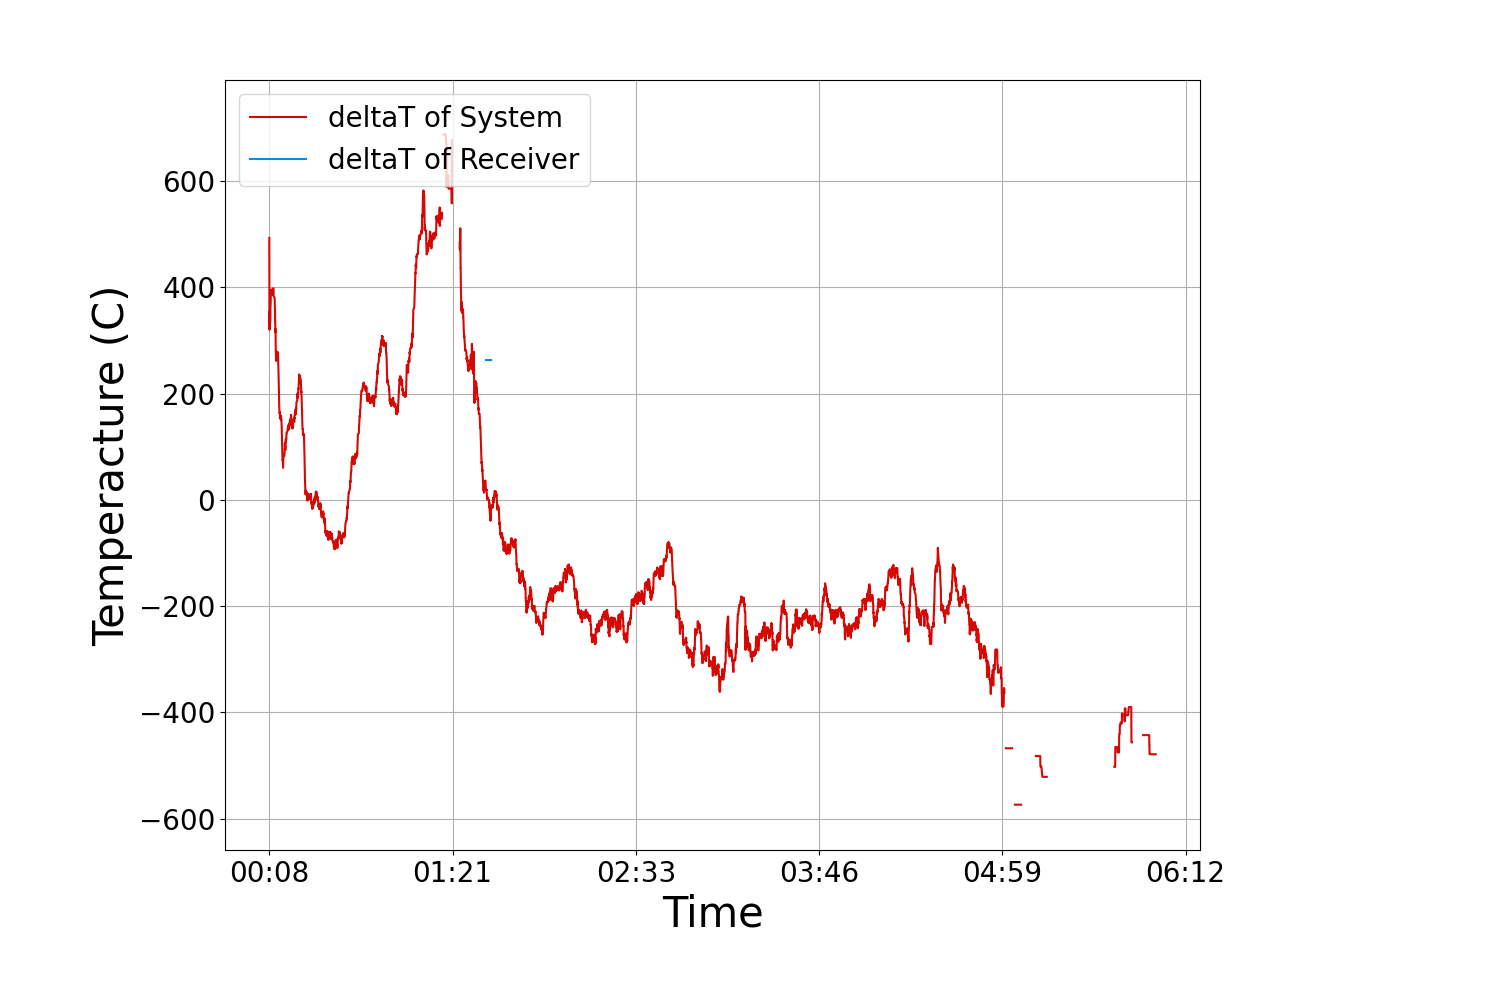 deltaT of System
deltaT of Receiver
600
400
200
0
−200
−400
−600
Temperacture (C)
00:08 01:21 02:33 03:46 04:59 06:12
Time